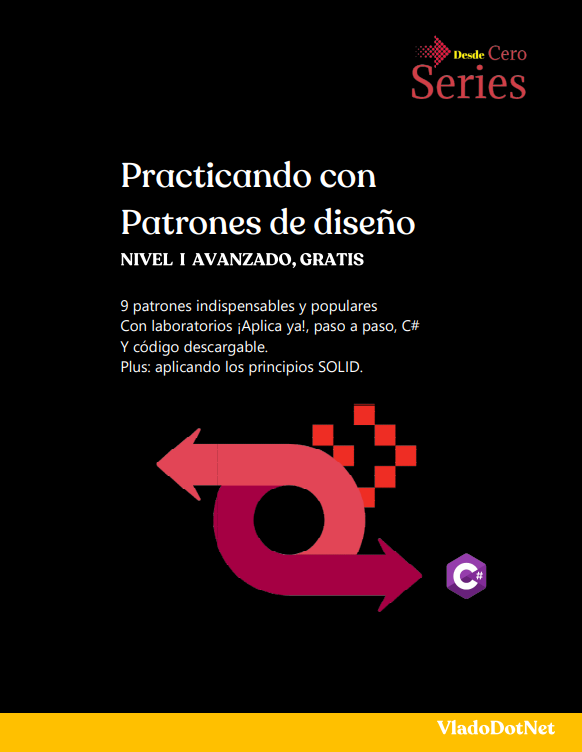 Desde Cero
Series
Practicando con
Patrones de diseño
NIVEL I AVANZADO, GRATIS
9 patrones indispensables y populares
Con laboratorios ¡Aplica ya!, paso a paso, C#
Y código descargable.
Plus: aplicando los principios SOLID.
C#
VladoDotNet